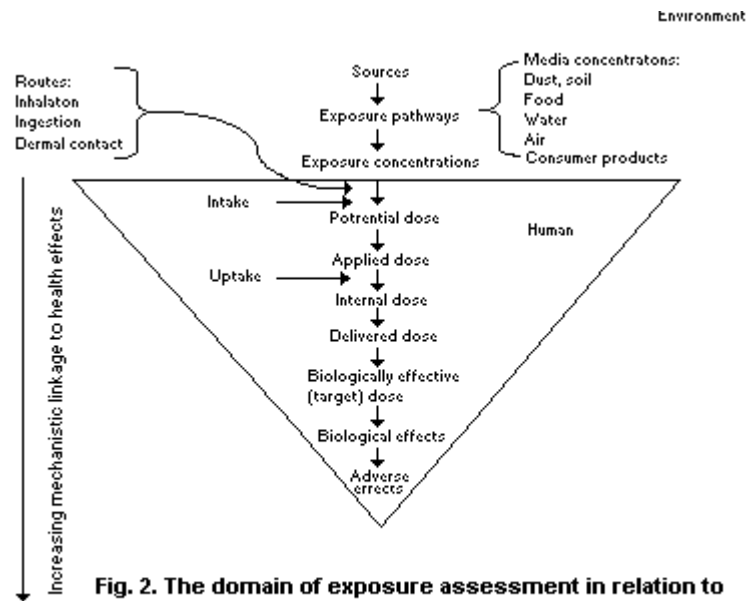 Environment
Routes:
Inhalaton
Ingestion
Dermal contact
Sources
Exposure pathways
Exposure concentrations
Media concentratons:
Dust, soil
Food
Water
Air
Consumer products
Intake
Potrential dose
Human
Applied dose
Uptake
Internal dose
Delivered dose
Biologically effective
(target) dose
Biological effects
Adverse
errects
Increasing mechanistic linkage to health effects
Fig. 2. The domain of exposure assessment in relation to